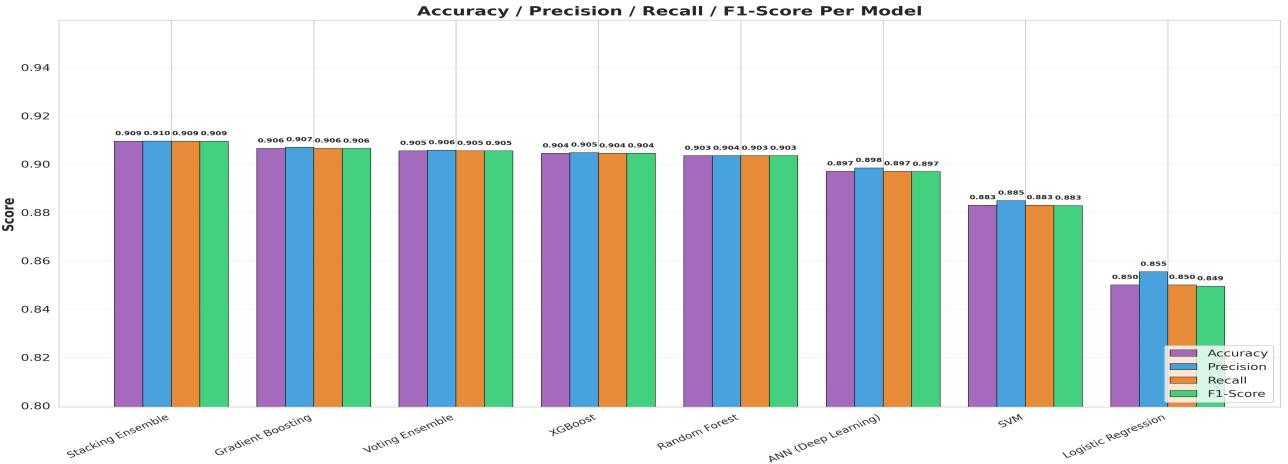 Accuracy / Precision / Recall / F1-Score Per Model
Score
0.94
0.92
0.90
0.88
0.86
0.84
0.82
0.80
0.909 0.910 0.909 0.909
0.906 0.907 0.906 0.906
0.905 0.906 0.905 0.905
0.904 0.905 0.904 0.904
0.903 0.904 0.903 0.903
0.897 0.898 0.897 0.897
0.883 0.885 0.883 0.883
0.850 0.855 0.850 0.849
Accuracy
Precision
Recall
F1-Score
Stacking Ensemble
Gradient Boosting
Voting Ensemble
XGBoost
Random Forest
ANN (Deep Learning)
SVM
Logistic Regression